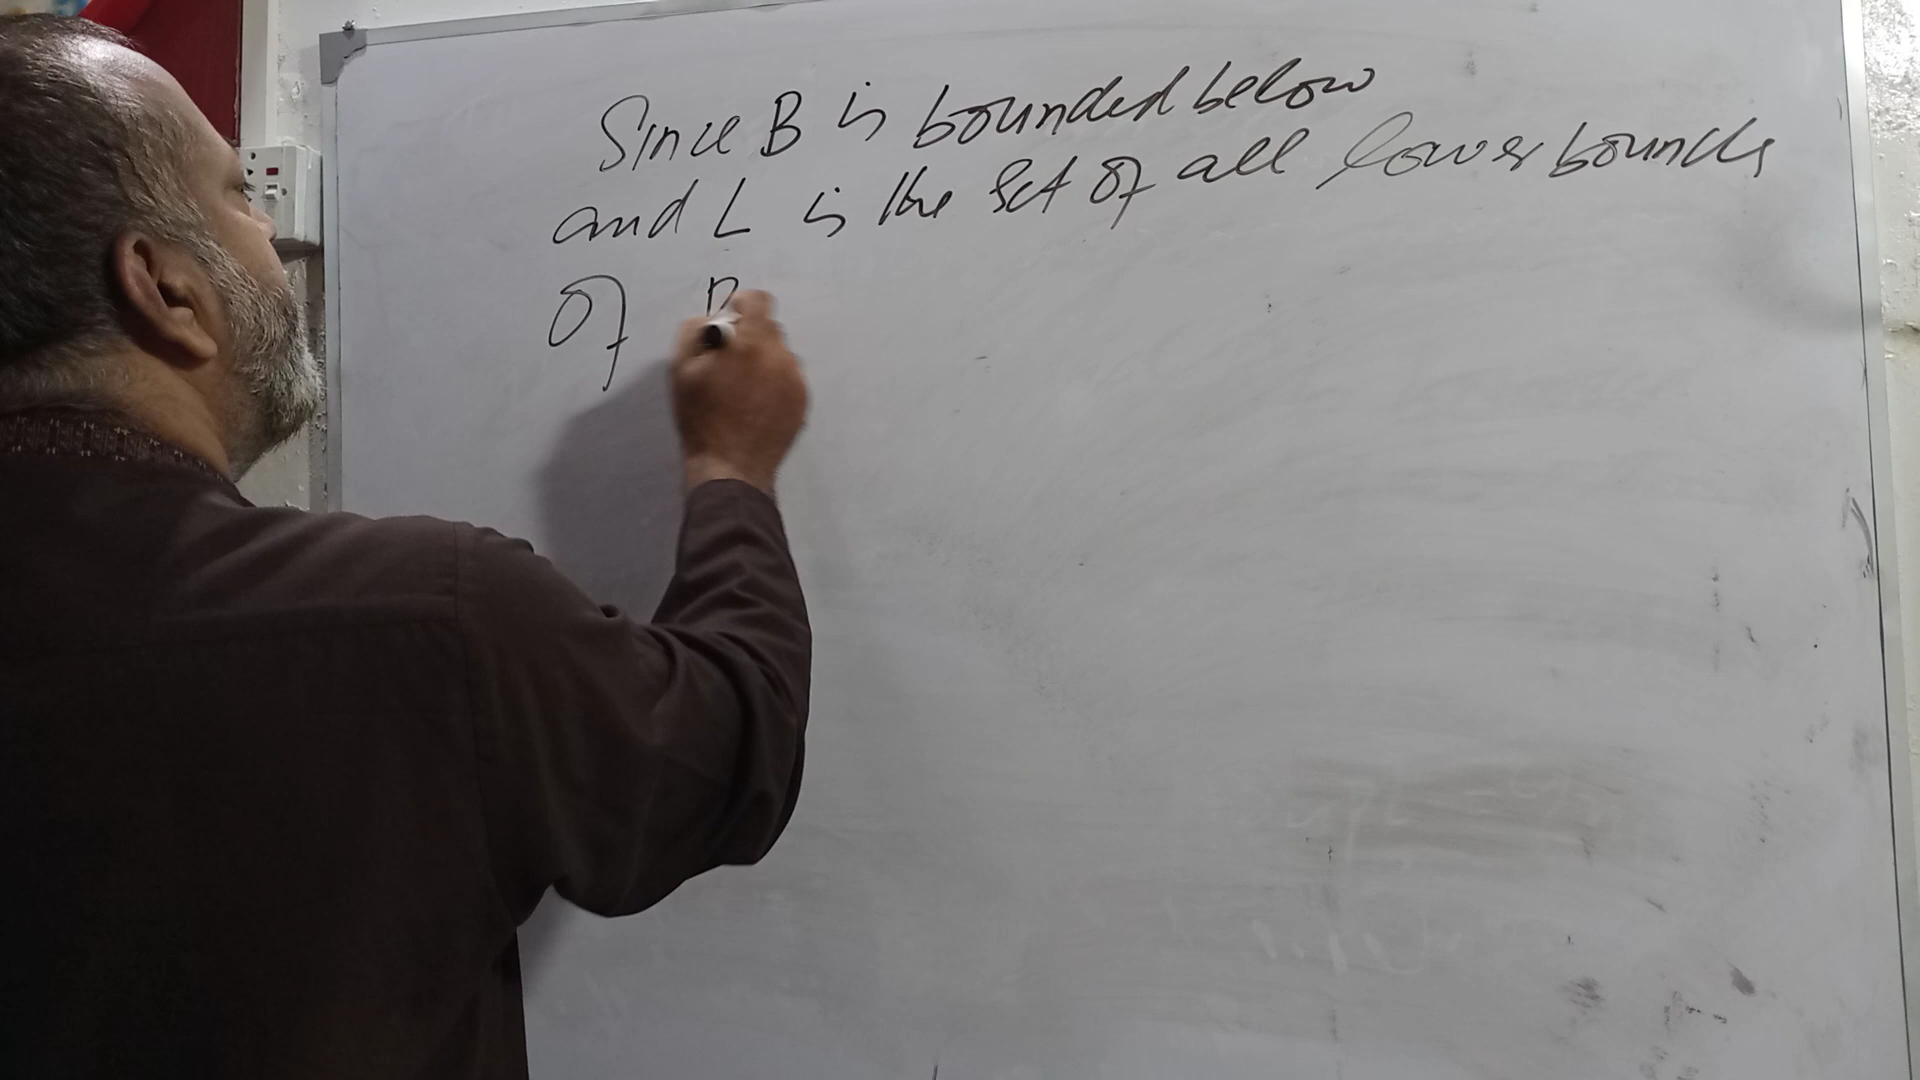 Since B is bounded below
and L is the set of all lower bounds
of B